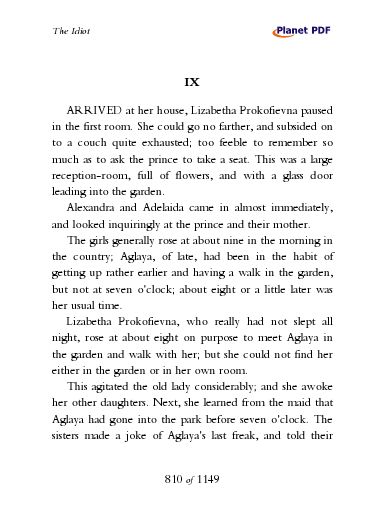 The Idiot
Planet PDF
IX
ARRIVED at her house, Lizabetha Prokofievna paused
in the first room. She could go no farther, and subsided on
to a couch quite exhausted; too feeble to remember so
much as to ask the prince to take a seat. This was a large
reception-room, full of flowers, and with a glass door
leading into the garden.
Alexandra and Adelaida came in almost immediately,
and looked inquiringly at the prince and their mother.
The girls generally rose at about nine in the morning in
the country; Aglaya, of late, had been in the habit of
getting up rather earlier and having a walk in the garden,
but not at seven o'clock; about eight or a little later was
her usual time.
Lizabetha Prokofievna, who really had not slept all
night, rose at about eight on purpose to meet Aglaya in
the garden and walk with her; but she could not find her
either in the garden or in her own room.
This agitated the old lady considerably; and she awoke
her other daughters. Next, she learned from the maid that
Aglaya had gone into the park before seven o'clock. The
sisters made a joke of Aglaya's last freak, and told their
810 of 1149